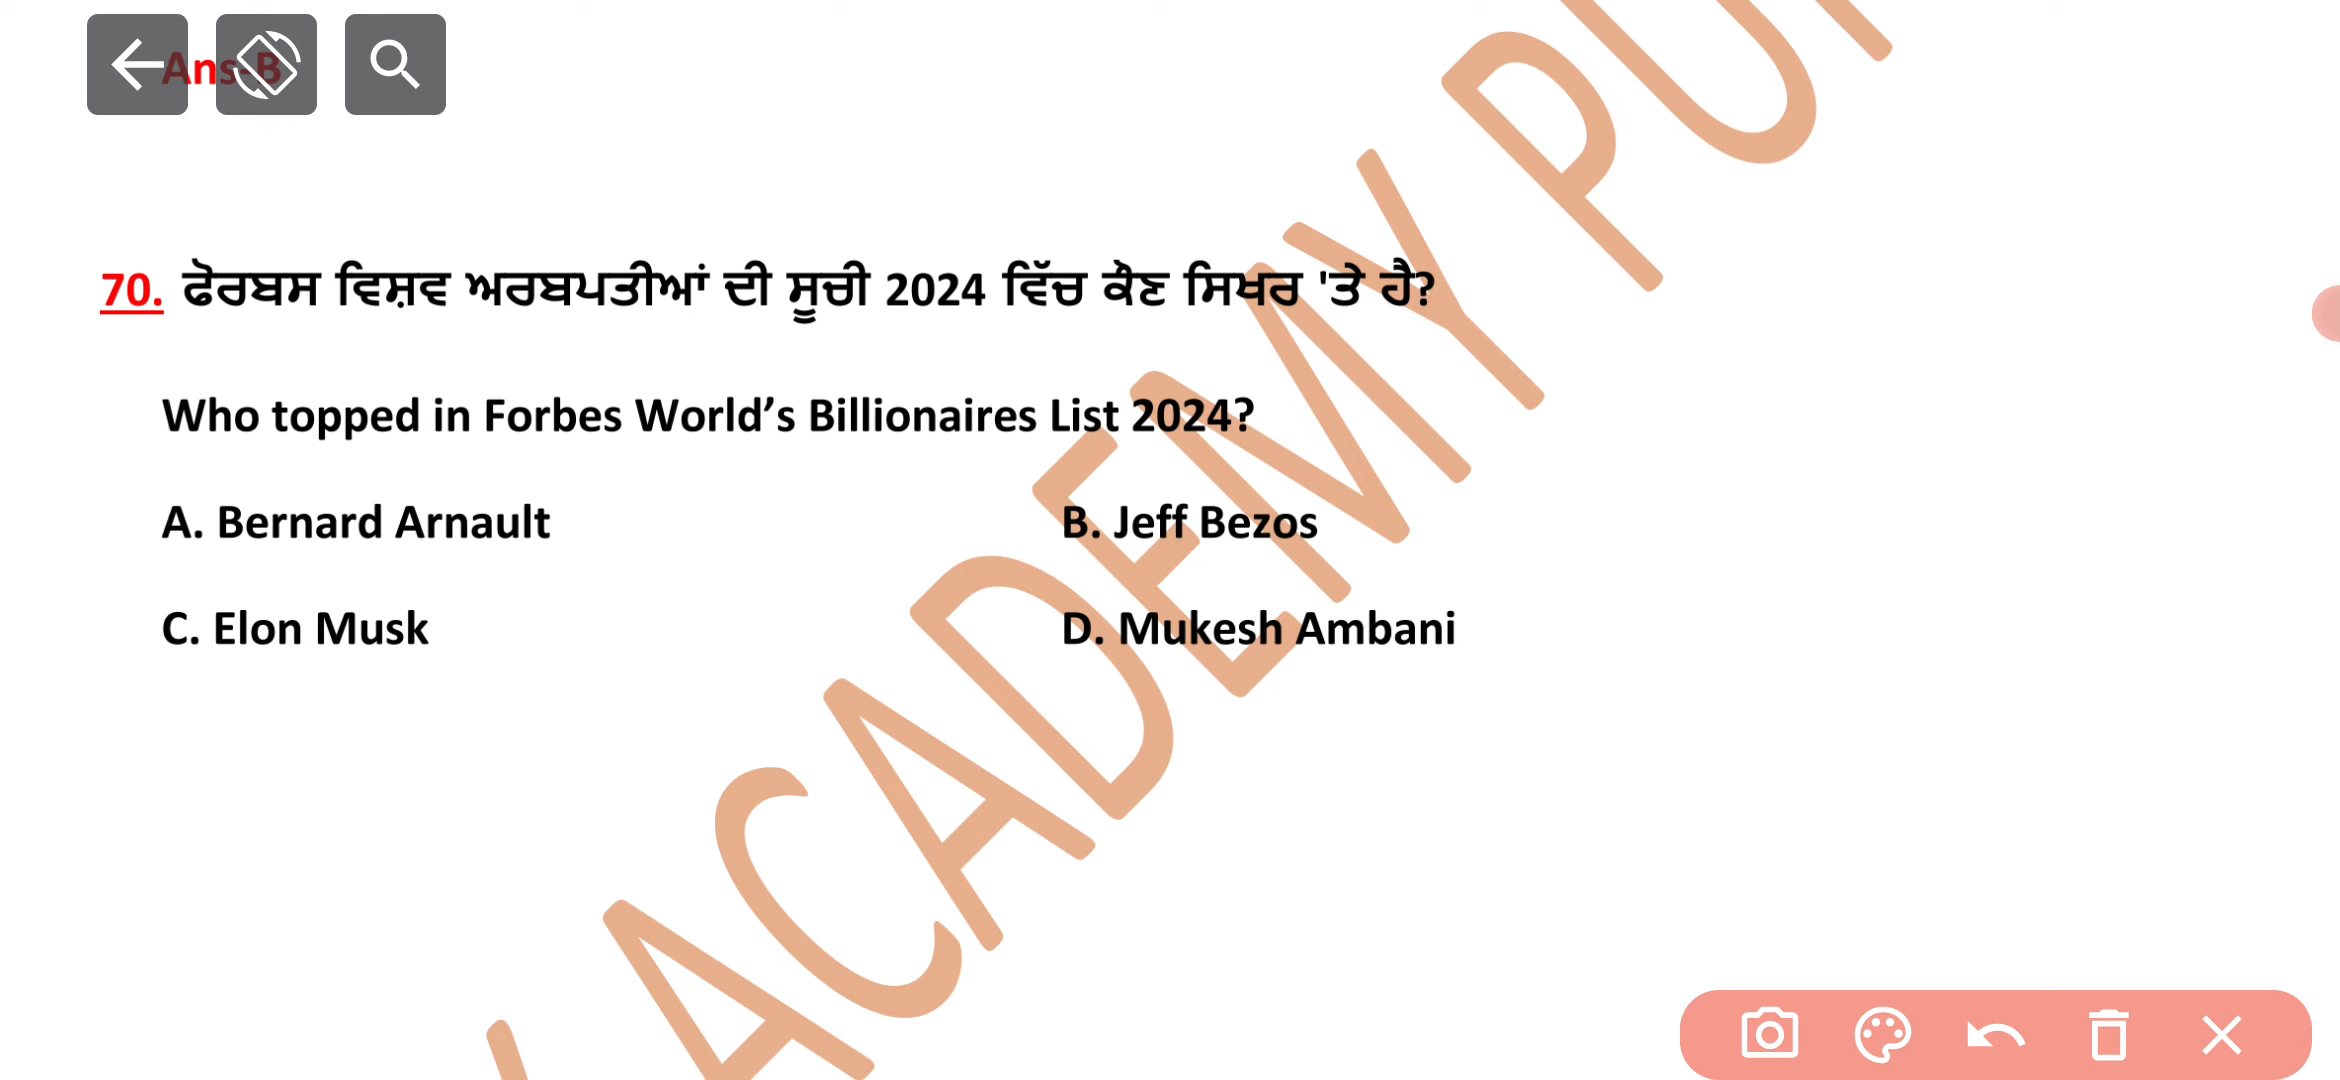 Ans-B
70. ਫੋਰਬਸ ਵਿਸ਼ਵ ਅਰਬਪਤੀਆਂ ਦੀ ਸੂਚੀ 2024 ਵਿੱਚ ਕੌਣ ਸਿਖਰ 'ਤੇ ਹੈ?
Who topped in Forbes World’s Billionaires List 2024?
A. Bernard Arnault B. Jeff Bezos
C. Elon Musk D. Mukesh Ambani
ACADEMY